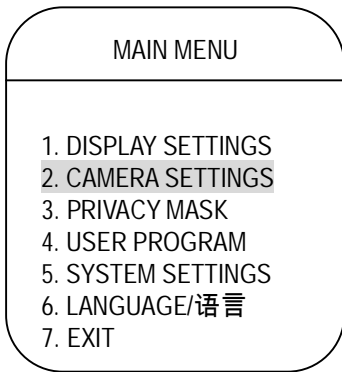 MAIN MENU
1. DISPLAY SETTINGS
2. CAMERA SETTINGS
3. PRIVACY MASK
4. USER PROGRAM
5. SYSTEM SETTINGS
6. LANGUAGE/语言
7. EXIT